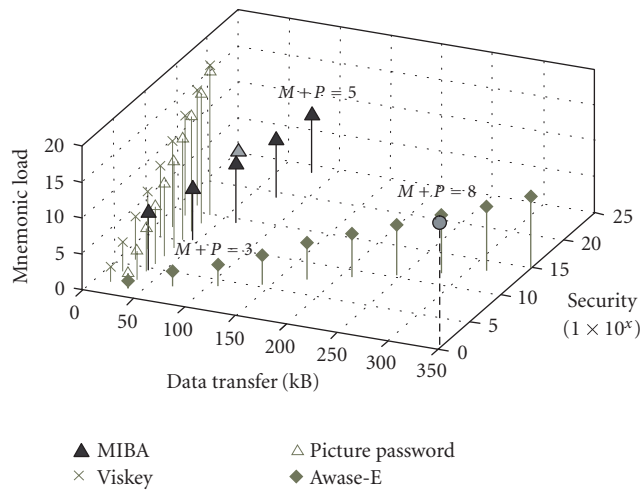 M + P = 5
M + P = 8
M + P = 3
Mnemonic load
20
15
10
5
0
0
50
100
150
200
250
300
350
Data transfer (kB)
0
5
10
15
20
25
Security
(1 × 10ˣ)
MIBA
Viskey
Picture password
Awase-E